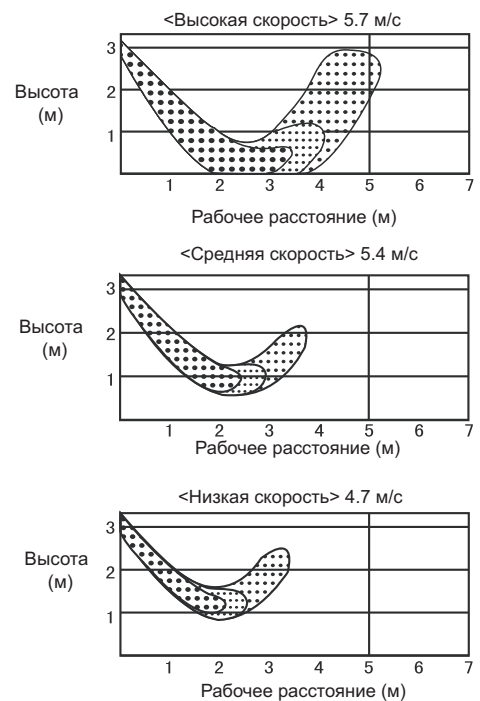 <Высокая скорость> 5.7 м/с
3
Высота
(м)
2
1
1 2 3 4 5 6 7
Рабочее расстояние (м)
<Средняя скорость> 5.4 м/с
3
Высота
(м)
2
1
1 2 3 4 5 6 7
Рабочее расстояние (м)
<Низкая скорость> 4.7 м/с
3
Высота
(м)
2
1
1 2 3 4 5 6 7
Рабочее расстояние (м)